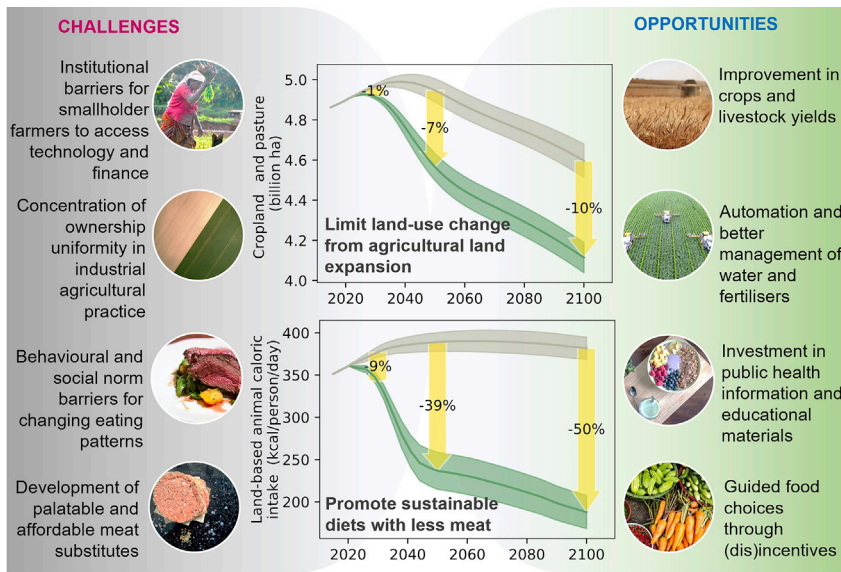 CHALLENGES
Institutional
barriers for
smallholder
farmers to access
technology and
finance
Concentration of
ownership
uniformity in
industrial
agricultural
practice
Behavioural and
social norm
barriers for
changing eating
patterns
Development of
palatable and
affordable meat
substitutes
Cropland and pasture
(billion ha)
5.0
4.8
4.6
4.4
4.2
4.0
-1%
-7%
-10%
Limit land-use change
from agricultural land
expansion
2020 2040 2060 2080 2100
Land-based animal caloric
intake (kcal/person/day)
400
350
300
250
200
-9%
-39%
-50%
Promote sustainable
diets with less meat
2020 2040 2060 2080 2100
OPPORTUNITIES
Improvement in
crops and
livestock yields
Automation and
better
management of
water and
fertilisers
Investment in
public health
information and
educational
materials
Guided food
choices
through
(dis)incentives